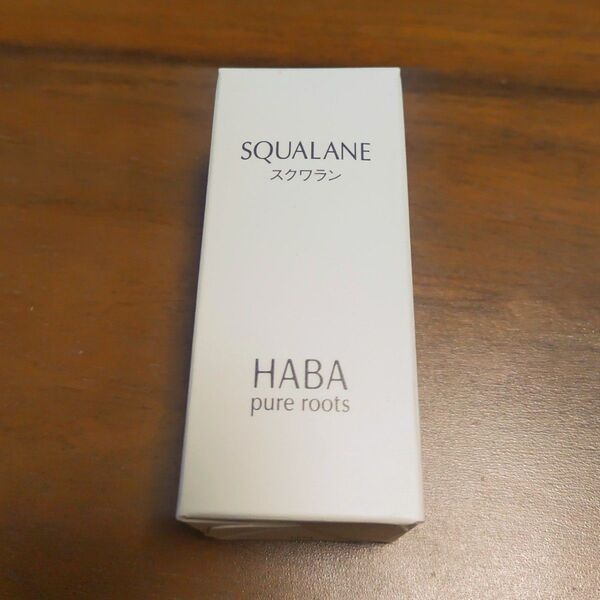 SQUALANE
スクワラン
HABA
pure roots